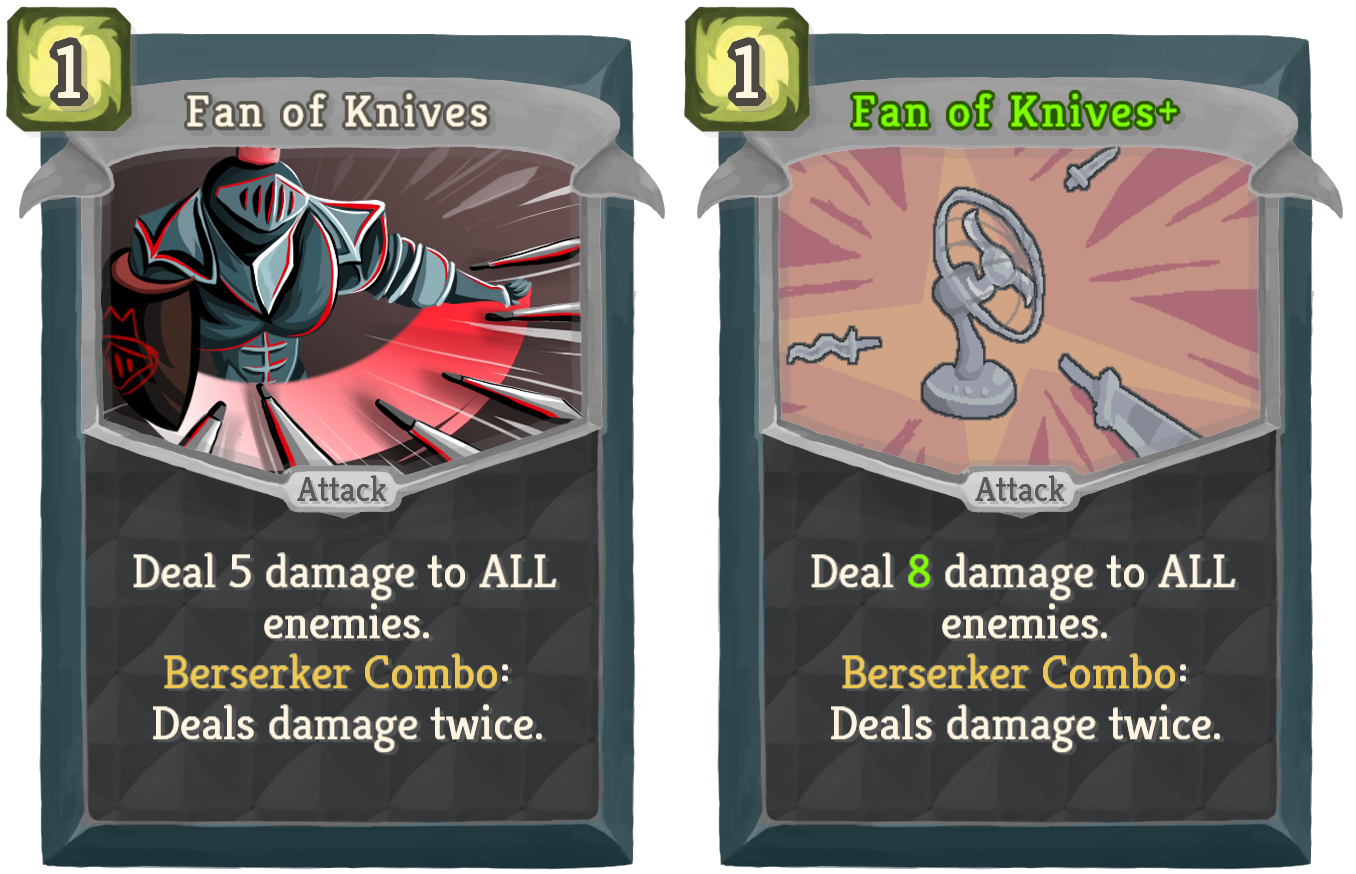 1
Fan of Knives
Attack
Deal 5 damage to ALL
enemies.
Berserker Combo:
Deals damage twice.
1
Fan of Knives+
Attack
Deal 8 damage to ALL
enemies.
Berserker Combo:
Deals damage twice.